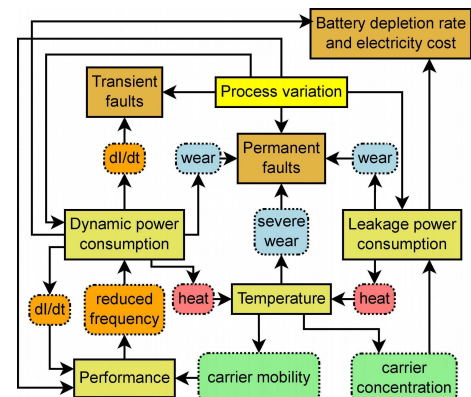 Battery depletion rate
and electricity cost
Transient
faults
Process variation
dI/dt
wear
Permanent
faults
wear
Dynamic power
consumption
severe
wear
Leakage power
consumption
dI/dt
reduced
frequency
heat
Temperature
heat
Performance
carrier mobility
carrier
concentration